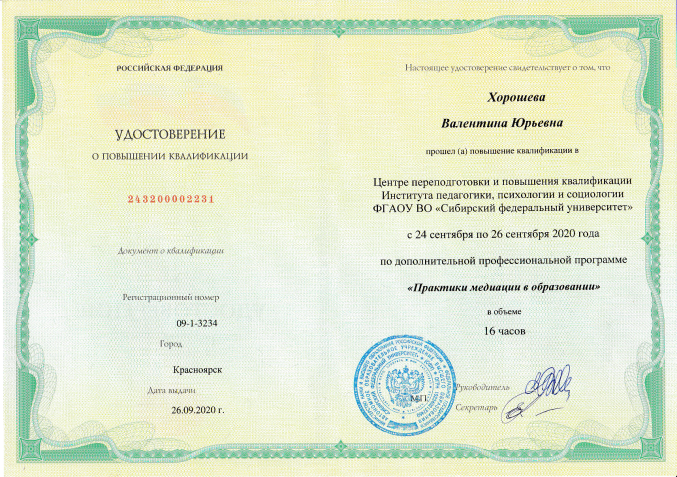 РОССИЙСКАЯ ФЕДЕРАЦИЯ
УДОСТОВЕРЕНИЕ
О ПОВЫШЕНИИ КВАЛИФИКАЦИИ
243200002231
Документ о квалификации
Регистрационный номер
09-1-3234
Город
Красноярск
Дата выдачи
26.09.2020 г.
Настоящее удостоверение свидетельствует о том, что
Хорошева
Валентина Юрьевна
прошел (а) повышение квалификации в
Центре переподготовки и повышения квалификации
Института педагогики, психологии и социологии
ФГАОУ ВО «Сибирский федеральный университет»
с 24 сентября по 26 сентября 2020 года
по дополнительной профессиональной программе
«Практики медиации в образовании»
в объеме
16 часов
М.П.
Руководитель
Секретарь